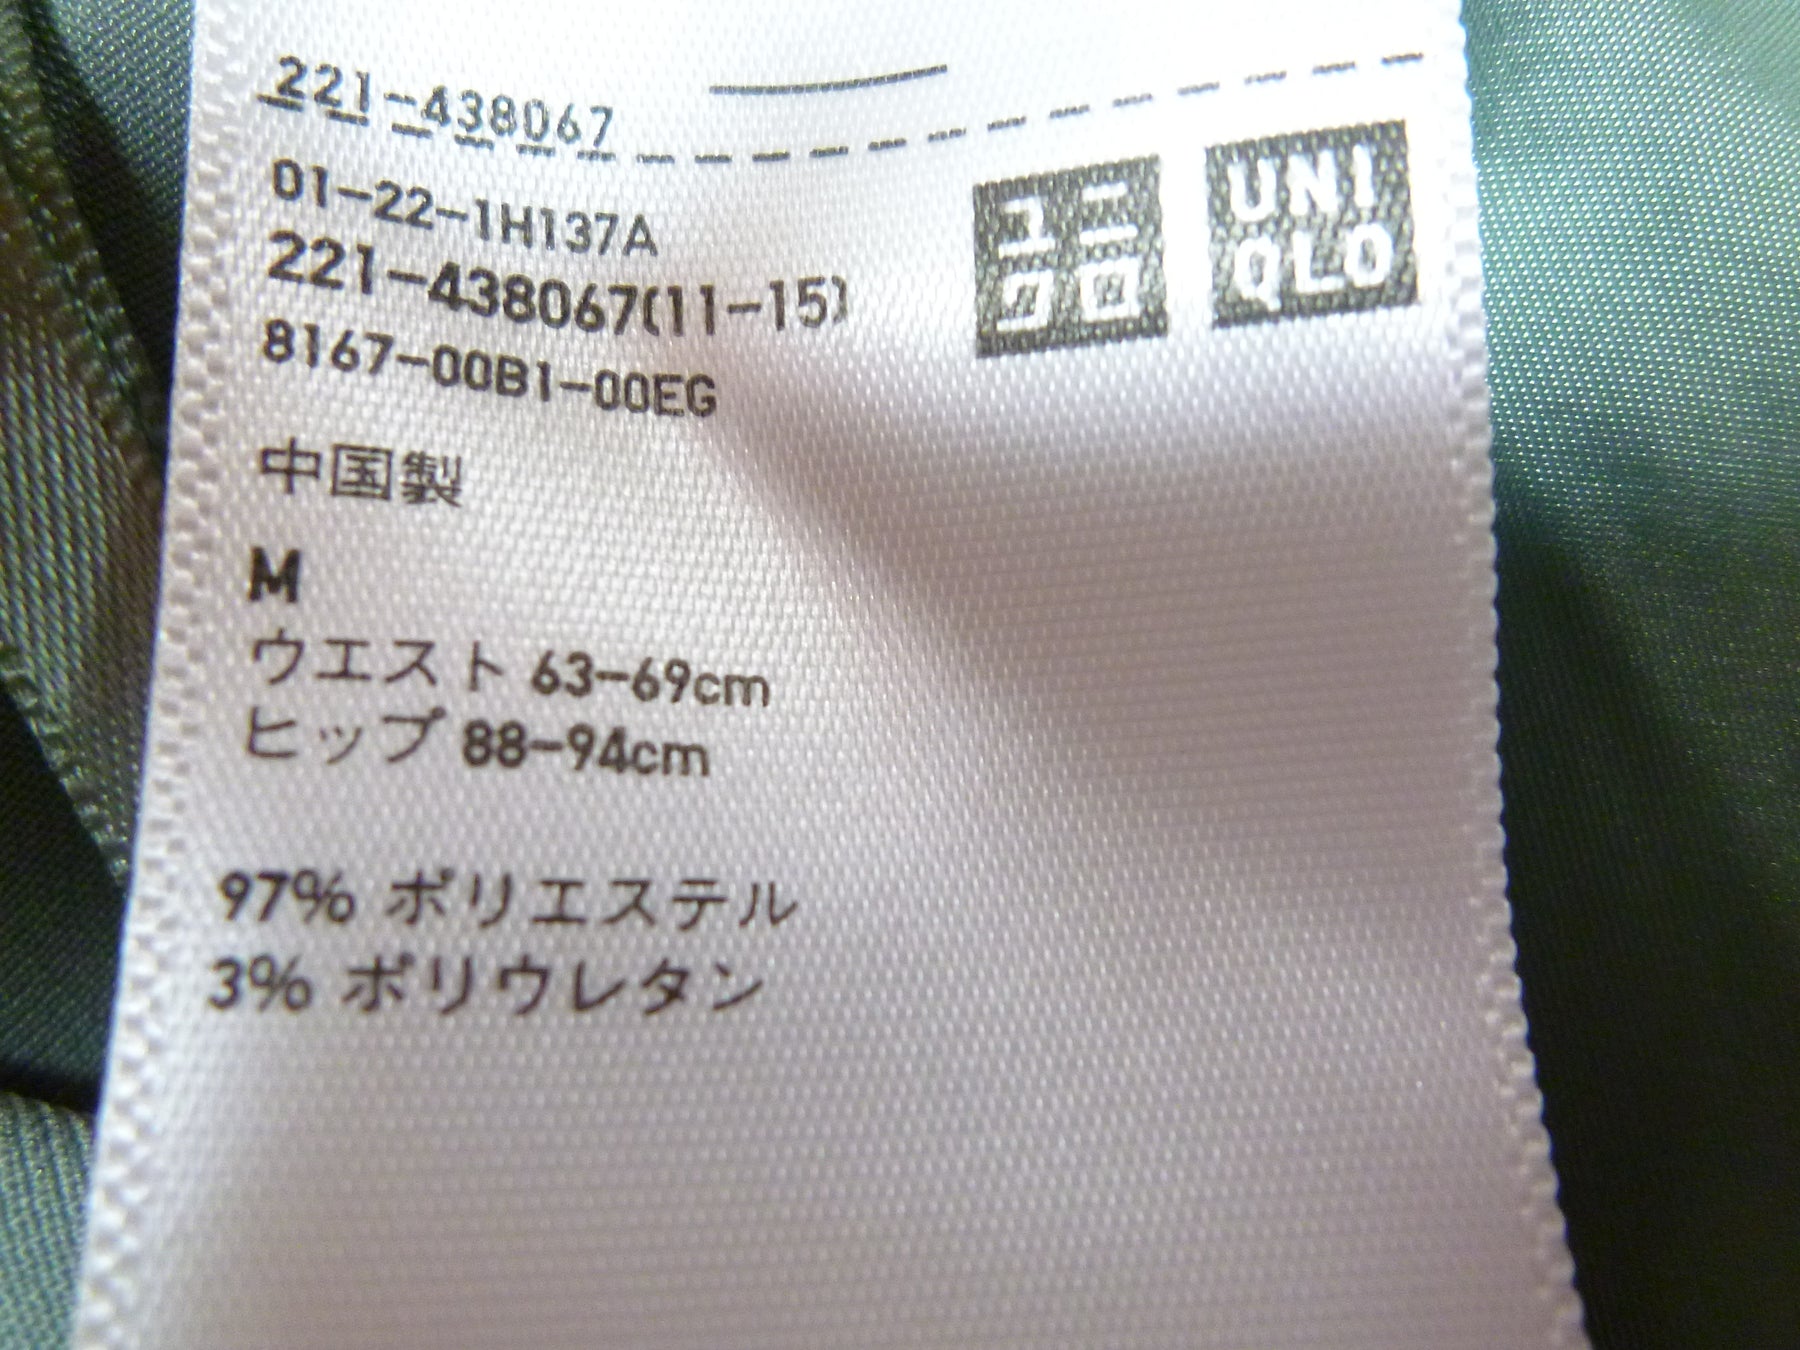 221-438067
01-22-1H137A
221-438067(11-15)
8167-00B1-00EG
ユニ
クロ
UNI
QLO
中国製
M
ウエスト 63-69cm
ヒップ 88-94cm
97% ポリエステル
3% ポリウレタン